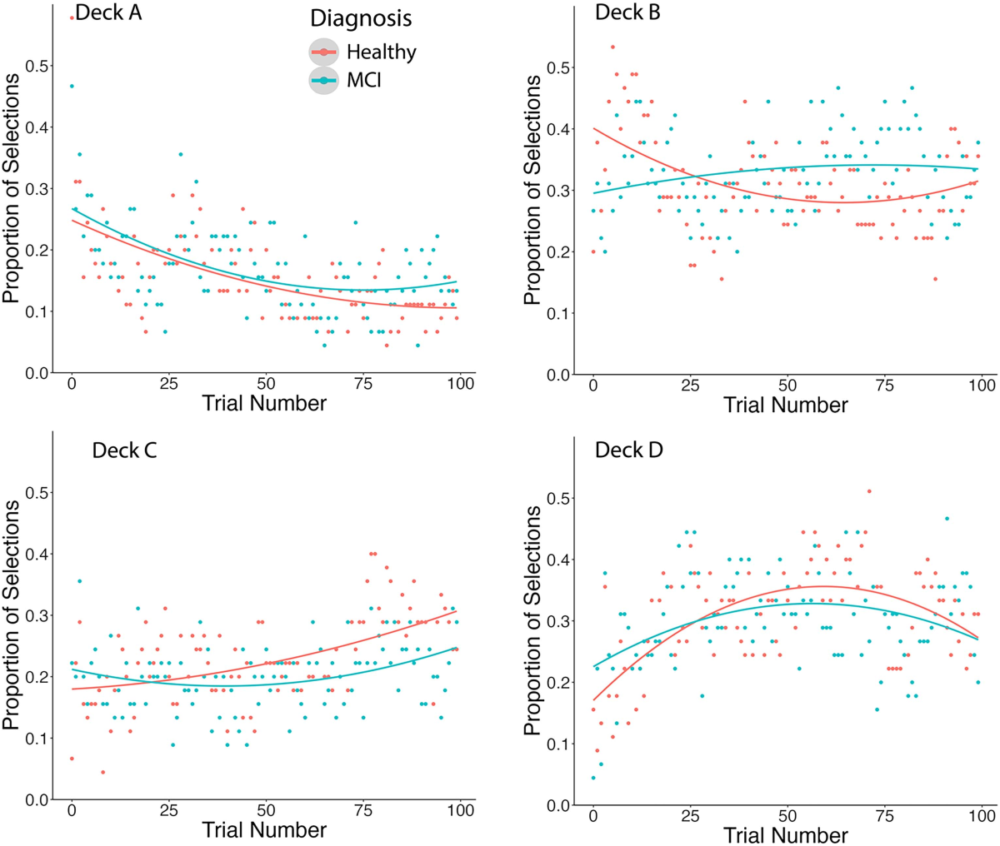 Deck A
Diagnosis
Healthy
MCI
Proportion of Selections
0.5
0.4
0.3
0.2
0.1
0.0
0 25 50 75 100
Trial Number
Deck B
Proportion of Selections
0.5
0.4
0.3
0.2
0.1
0.0
0 25 50 75 100
Trial Number
Deck C
Proportion of Selections
0.5
0.4
0.3
0.2
0.1
0.0
0 25 50 75 100
Trial Number
Deck D
Proportion of Selections
0.5
0.4
0.3
0.2
0.1
0.0
0 25 50 75 100
Trial Number